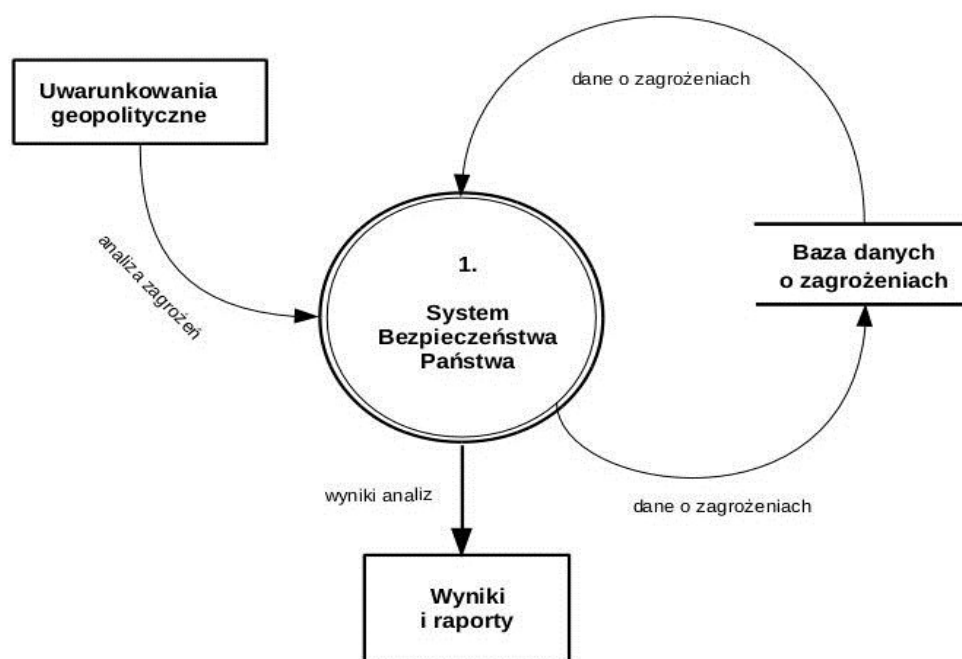 dane o zagrożeniach
Uwarunkowania
geopolityczne
analiza zagrożeń
1.
System
Bezpieczeństwa
Państwa
Baza danych
o zagrożeniach
wyniki analiz
dane o zagrożeniach
Wyniki
i raporty